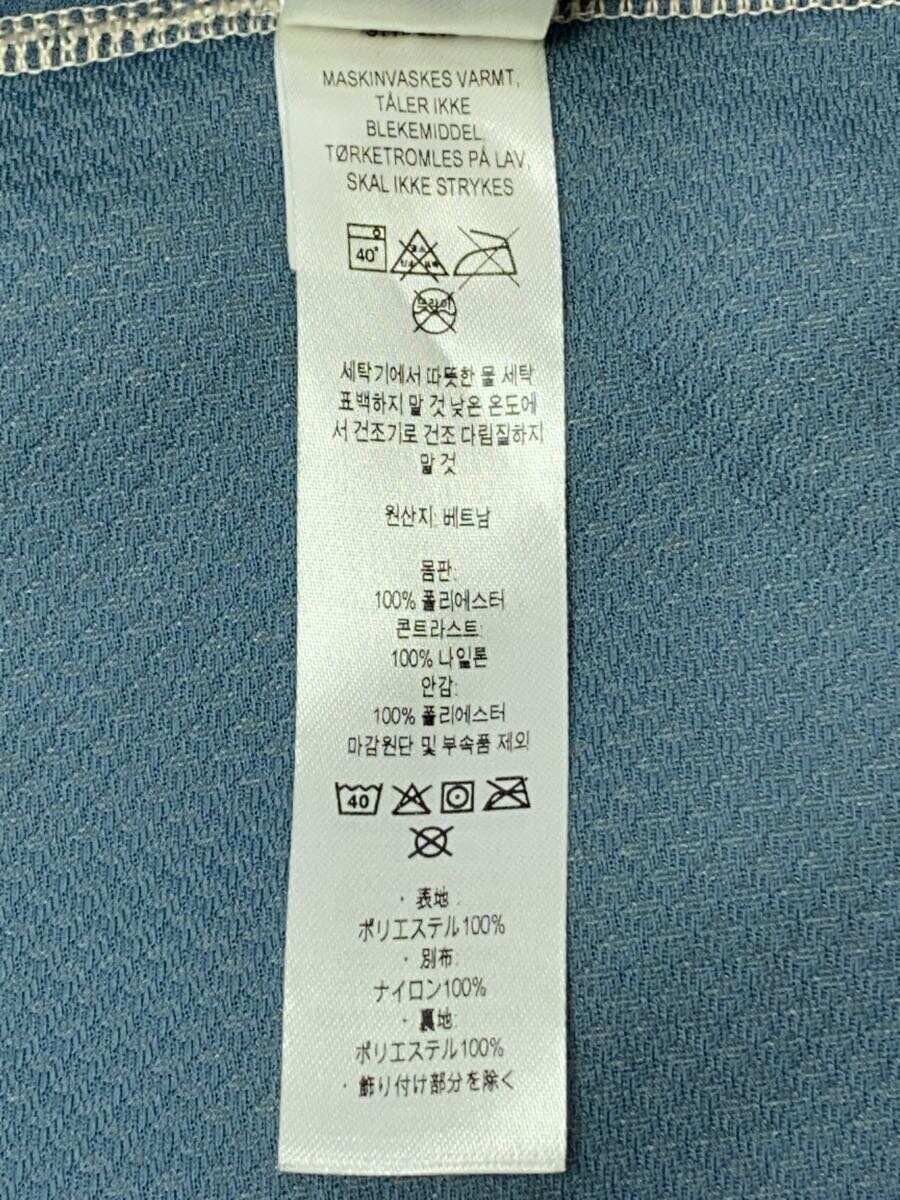 MASKINVASKES VARMT,
TÅLER IKKE
BLEKEMIDDEL.
TØRKETROMLES PÅ LAV,
SKAL IKKE STRYKES
40°
드라이
세탁기에서 따뜻한 물 세탁
표백하지 말 것 낮은 온도에
서 건조기로 건조 다림질하지
말 것
원산지: 베트남
몸판:
100% 폴리에스터
콘트라스트:
100% 나일론
안감:
100% 폴리에스터
마감원단 및 부속품 제외
40
・表地 :
ポリエステル100%
・別布:
ナイロン100%
・裏地:
ポリエステル100%
・飾り付け部分を除く